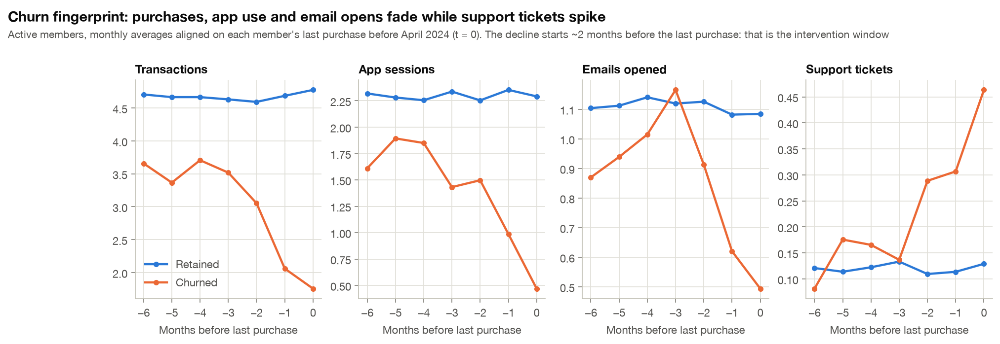 Churn fingerprint: purchases, app use and email opens fade while support tickets spike
Active members, monthly averages aligned on each member's last purchase before April 2024 (t = 0). The decline starts ~2 months before the last purchase: that is the intervention window
Transactions
4.5
4.0
3.5
3.0
2.5
2.0
Retained
Churned
−6 −5 −4 −3 −2 −1 0
Months before last purchase
App sessions
2.25
2.00
1.75
1.50
1.25
1.00
0.75
0.50
−6 −5 −4 −3 −2 −1 0
Months before last purchase
Emails opened
1.1
1.0
0.9
0.8
0.7
0.6
0.5
−6 −5 −4 −3 −2 −1 0
Months before last purchase
Support tickets
0.45
0.40
0.35
0.30
0.25
0.20
0.15
0.10
−6 −5 −4 −3 −2 −1 0
Months before last purchase